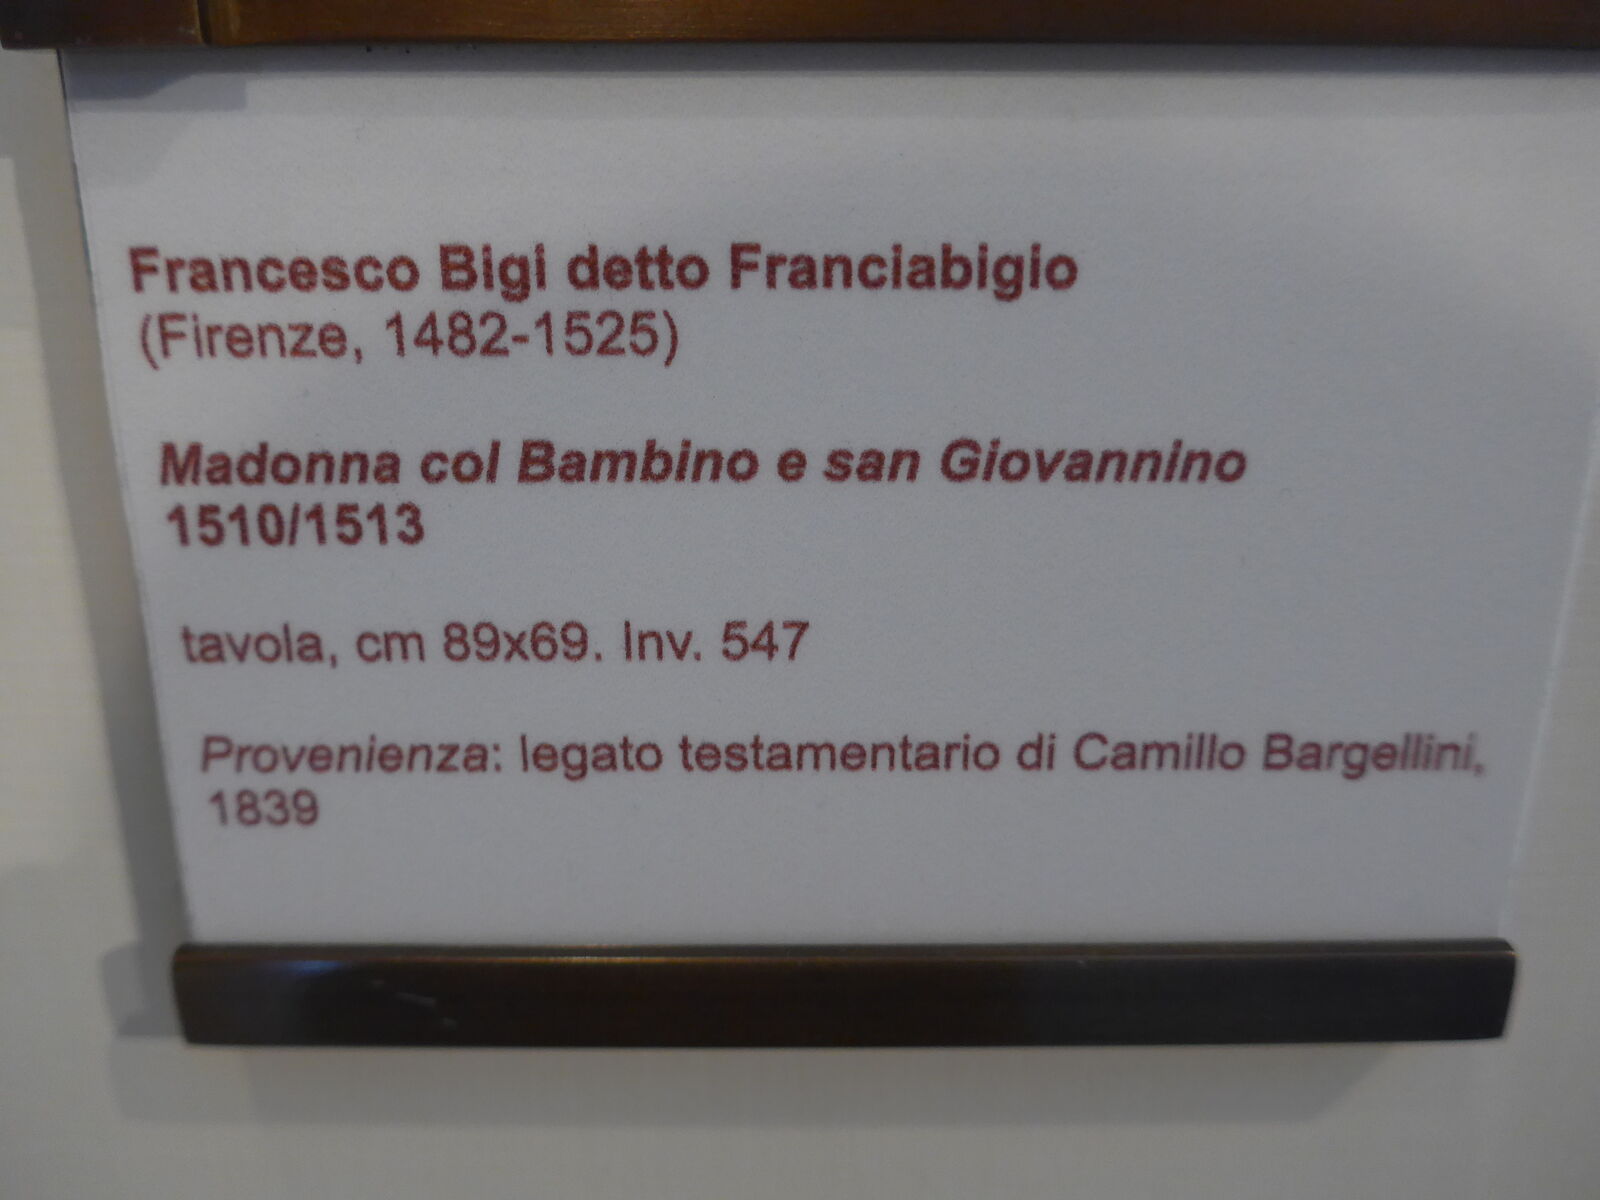 Francesco Bigi detto Franciabigio
(Firenze, 1482-1525)
Madonna col Bambino e san Giovannino
1510/1513
tavola, cm 89x69. Inv. 547
Provenienza: legato testamentario di Camillo Bargellini,
1839